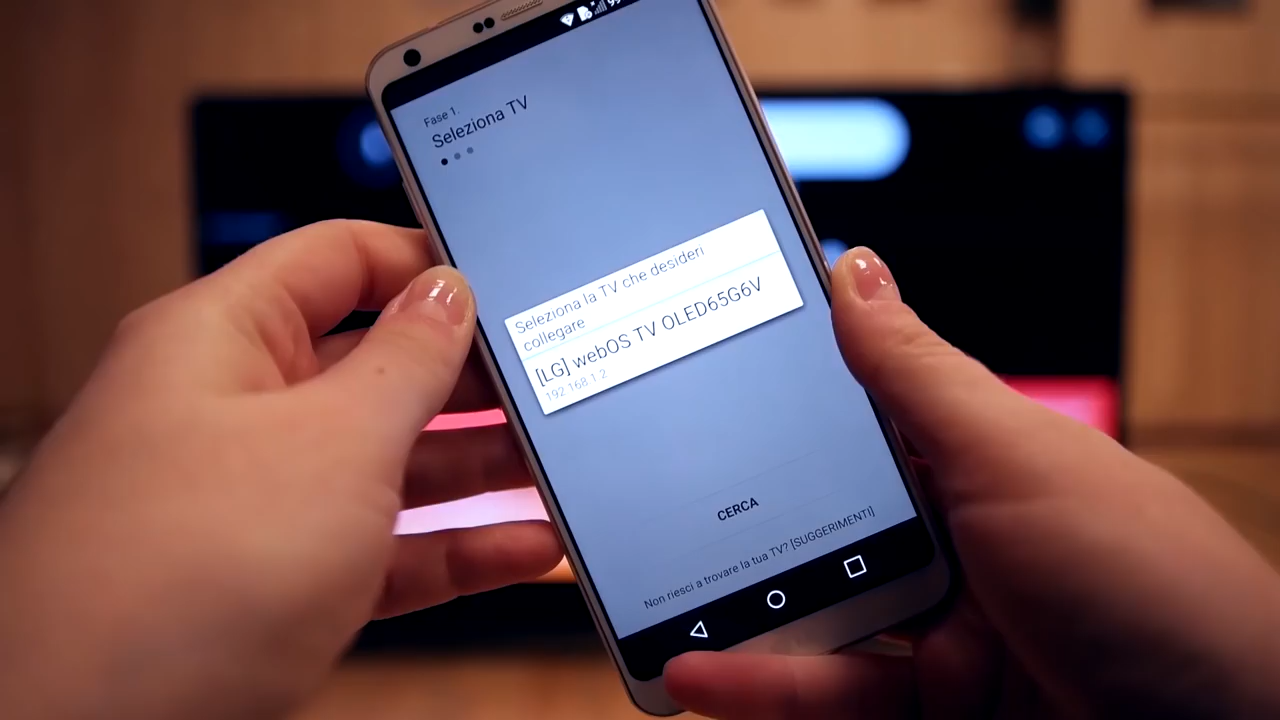 Fase 1.
Seleziona TV
Seleziona la TV che desideri
collegare
[LG] webOS TV OLED65G6V
192.168.1.2
CERCA
Non riesci a trovare la tua TV? [SUGGERIMENTI]